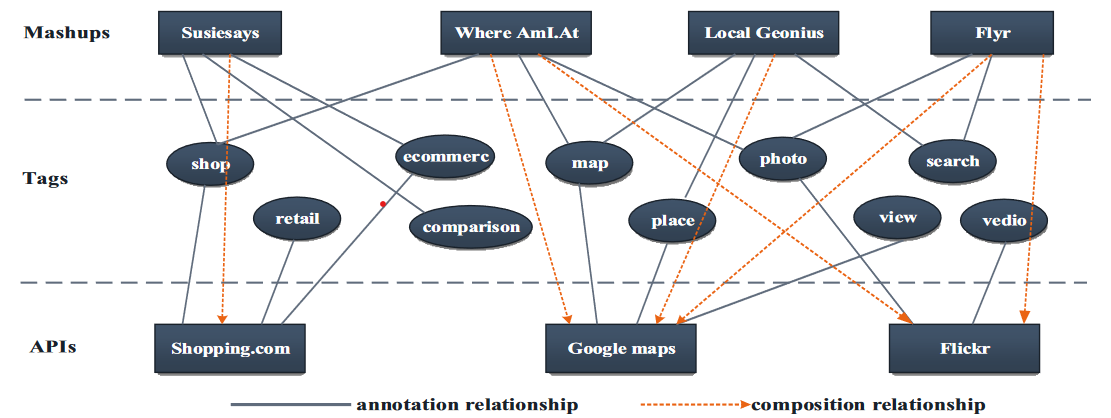 Mashups
Susiesays
Where AmI.At
Local Geonius
Flyr
Tags
shop
ecommerc
map
photo
search
retail
comparison
place
view
vedio
APIs
Shopping.com
Google maps
Flickr
annotation relationship
composition relationship